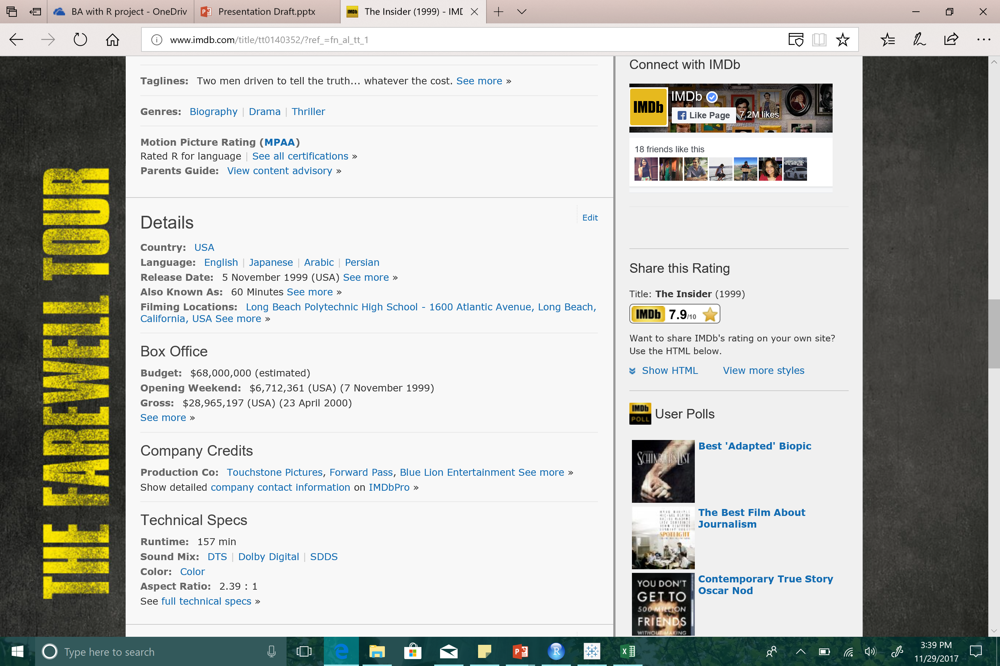 BA with R project - OneDriv
Presentation Draft.pptx
The Insider (1999) - IME
www.imdb.com/title/tt0140352/?ref_=fn_al_tt_1
THE FAREWELL TOUR
Taglines: Two men driven to tell the truth... whatever the cost. See more »
Genres: Biography | Drama | Thriller
Motion Picture Rating (MPAA)
Rated R for language | See all certifications »
Parents Guide: View content advisory »
Details
Edit
Country: USA
Language: English | Japanese | Arabic | Persian
Release Date: 5 November 1999 (USA) See more »
Also Known As: 60 Minutes See more »
Filming Locations: Long Beach Polytechnic High School - 1600 Atlantic Avenue, Long Beach,
California, USA See more »
Box Office
Budget: $68,000,000 (estimated)
Opening Weekend: $6,712,361 (USA) (7 November 1999)
Gross: $28,965,197 (USA) (23 April 2000)
See more »
Company Credits
Production Co: Touchstone Pictures, Forward Pass, Blue Lion Entertainment See more »
Show detailed company contact information on IMDbPro »
Technical Specs
Runtime: 157 min
Sound Mix: DTS | Dolby Digital | SDDS
Color: Color
Aspect Ratio: 2.39 : 1
See full technical specs »
Connect with IMDb
IMDb
IMDb
Like Page
7.2M likes
18 friends like this
Share this Rating
Title: The Insider (1999)
IMDb 7.9/10
Want to share IMDb's rating on your own site?
Use the HTML below.
Show HTML View more styles
IMDb
POLL
User Polls
SCHINDLER'S LIST
Best 'Adapted' Biopic
SPOTLIGHT
The Best Film About
Journalism
YOU DON'T
GET TO
500 MILLION
FRIENDS
WITHOUT MAKING
Contemporary True Story
Oscar Nod
Type here to search
3:39 PM
11/29/2017